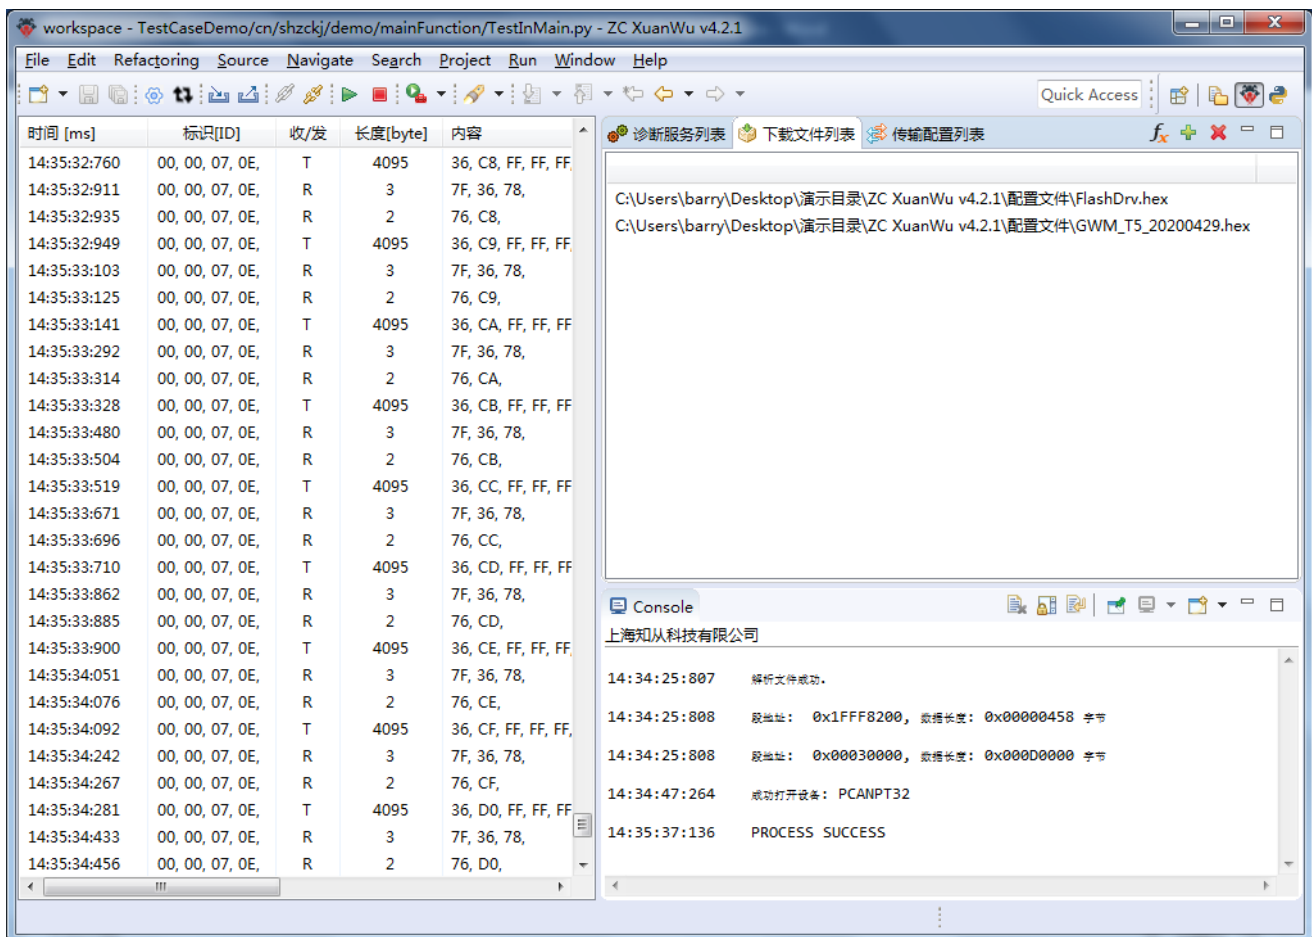 workspace - TestCaseDemo/cn/shzckj/demo/mainFunction/TestInMain.py - ZC XuanWu v4.2.1
File Edit Refactoring Source Navigate Search Project Run Window Help
Quick Access
时间 [ms] 标识[ID] 收/发 长度[byte] 内容
14:35:32:760 00, 00, 07, 0E, T 4095 36, C8, FF, FF, FF,
14:35:32:911 00, 00, 07, 0E, R 3 7F, 36, 78,
14:35:32:935 00, 00, 07, 0E, R 2 76, C8,
14:35:32:949 00, 00, 07, 0E, T 4095 36, C9, FF, FF, FF,
14:35:33:103 00, 00, 07, 0E, R 3 7F, 36, 78,
14:35:33:125 00, 00, 07, 0E, R 2 76, C9,
14:35:33:141 00, 00, 07, 0E, T 4095 36, CA, FF, FF, FF
14:35:33:292 00, 00, 07, 0E, R 3 7F, 36, 78,
14:35:33:314 00, 00, 07, 0E, R 2 76, CA,
14:35:33:328 00, 00, 07, 0E, T 4095 36, CB, FF, FF, FF
14:35:33:480 00, 00, 07, 0E, R 3 7F, 36, 78,
14:35:33:504 00, 00, 07, 0E, R 2 76, CB,
14:35:33:519 00, 00, 07, 0E, T 4095 36, CC, FF, FF, FF
14:35:33:671 00, 00, 07, 0E, R 3 7F, 36, 78,
14:35:33:696 00, 00, 07, 0E, R 2 76, CC,
14:35:33:710 00, 00, 07, 0E, T 4095 36, CD, FF, FF, FF
14:35:33:862 00, 00, 07, 0E, R 3 7F, 36, 78,
14:35:33:885 00, 00, 07, 0E, R 2 76, CD,
14:35:33:900 00, 00, 07, 0E, T 4095 36, CE, FF, FF, FF,
14:35:34:051 00, 00, 07, 0E, R 3 7F, 36, 78,
14:35:34:076 00, 00, 07, 0E, R 2 76, CE,
14:35:34:092 00, 00, 07, 0E, T 4095 36, CF, FF, FF, FF,
14:35:34:242 00, 00, 07, 0E, R 3 7F, 36, 78,
14:35:34:267 00, 00, 07, 0E, R 2 76, CF,
14:35:34:281 00, 00, 07, 0E, T 4095 36, D0, FF, FF, FF
14:35:34:433 00, 00, 07, 0E, R 3 7F, 36, 78,
14:35:34:456 00, 00, 07, 0E, R 2 76, D0,
诊断服务列表 下载文件列表 传输配置列表
C:\Users\barry\Desktop\演示目录\ZC XuanWu v4.2.1\配置文件\FlashDrv.hex
C:\Users\barry\Desktop\演示目录\ZC XuanWu v4.2.1\配置文件\GWM_T5_20200429.hex
Console
上海知从科技有限公司
14:34:25:807 解析文件成功.
14:34:25:808 段地址: 0x1FFF8200, 数据长度: 0x00000458 字节
14:34:25:808 段地址: 0x00030000, 数据长度: 0x000D0000 字节
14:34:47:264 成功打开设备: PCANPT32
14:35:37:136 PROCESS SUCCESS